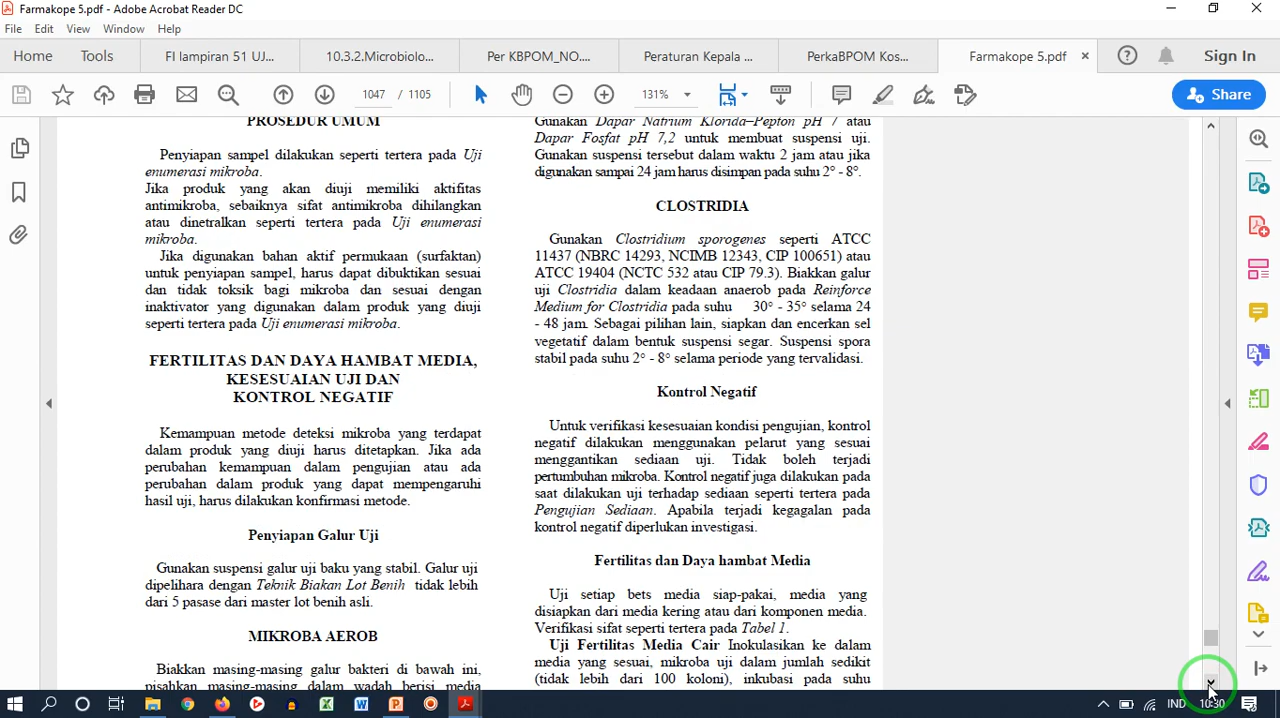 Farmakope 5.pdf - Adobe Acrobat Reader DC
File Edit View Window Help
Home Tools FI lampiran 51 UJ... 10.3.2.Microbiolo... Per KBPOM_NO.... Peraturan Kepala ... PerkaBPOM Kos... Farmakope 5.pdf × Sign In
1047 / 1105 131% Share
PROSEDUR UMUM
Penyiapan sampel dilakukan seperti tertera pada Uji
enumerasi mikroba.
Jika produk yang akan diuji memiliki aktifitas
antimikroba, sebaiknya sifat antimikroba dihilangkan
atau dinetralkan seperti tertera pada Uji enumerasi
mikroba.
Jika digunakan bahan aktif permukaan (surfaktan)
untuk penyiapan sampel, harus dapat dibuktikan sesuai
dan tidak toksik bagi mikroba dan sesuai dengan
inaktivator yang digunakan dalam produk yang diuji
seperti tertera pada Uji enumerasi mikroba.
FERTILITAS DAN DAYA HAMBAT MEDIA,
KESESUAIAN UJI DAN
KONTROL NEGATIF
Kemampuan metode deteksi mikroba yang terdapat
dalam produk yang diuji harus ditetapkan. Jika ada
perubahan kemampuan dalam pengujian atau ada
perubahan dalam produk yang dapat mempengaruhi
hasil uji, harus dilakukan konfirmasi metode.
Penyiapan Galur Uji
Gunakan suspensi galur uji baku yang stabil. Galur uji
dipelihara dengan Teknik Biakan Lot Benih tidak lebih
dari 5 pasase dari master lot benih asli.
MIKROBA AEROB
Biakkan masing-masing galur bakteri di bawah ini,
pisahkan masing-masing dalam wadah berisi media
Gunakan Dapar Natrium Klorida–Pepton pH 7 atau
Dapar Fosfat pH 7,2 untuk membuat suspensi uji.
Gunakan suspensi tersebut dalam waktu 2 jam atau jika
digunakan sampai 24 jam harus disimpan pada suhu 2° - 8°.
CLOSTRIDIA
Gunakan Clostridium sporogenes seperti ATCC
11437 (NBRC 14293, NCIMB 12343, CIP 100651) atau
ATCC 19404 (NCTC 532 atau CIP 79.3). Biakkan galur
uji Clostridia dalam keadaan anaerob pada Reinforce
Medium for Clostridia pada suhu 30° - 35° selama 24
- 48 jam. Sebagai pilihan lain, siapkan dan encerkan sel
vegetatif dalam bentuk suspensi segar. Suspensi spora
stabil pada suhu 2° - 8° selama periode yang tervalidasi.
Kontrol Negatif
Untuk verifikasi kesesuaian kondisi pengujian, kontrol
negatif dilakukan menggunakan pelarut yang sesuai
menggantikan sediaan uji. Tidak boleh terjadi
pertumbuhan mikroba. Kontrol negatif juga dilakukan pada
saat dilakukan uji terhadap sediaan seperti tertera pada
Pengujian Sediaan. Apabila terjadi kegagalan pada
kontrol negatif diperlukan investigasi.
Fertilitas dan Daya hambat Media
Uji setiap bets media siap-pakai, media yang
disiapkan dari media kering atau dari komponen media.
Verifikasi sifat seperti tertera pada Tabel 1.
Uji Fertilitas Media Cair Inokulasikan ke dalam
media yang sesuai, mikroba uji dalam jumlah sedikit
(tidak lebih dari 100 koloni), inkubasi pada suhu
IND 10:30